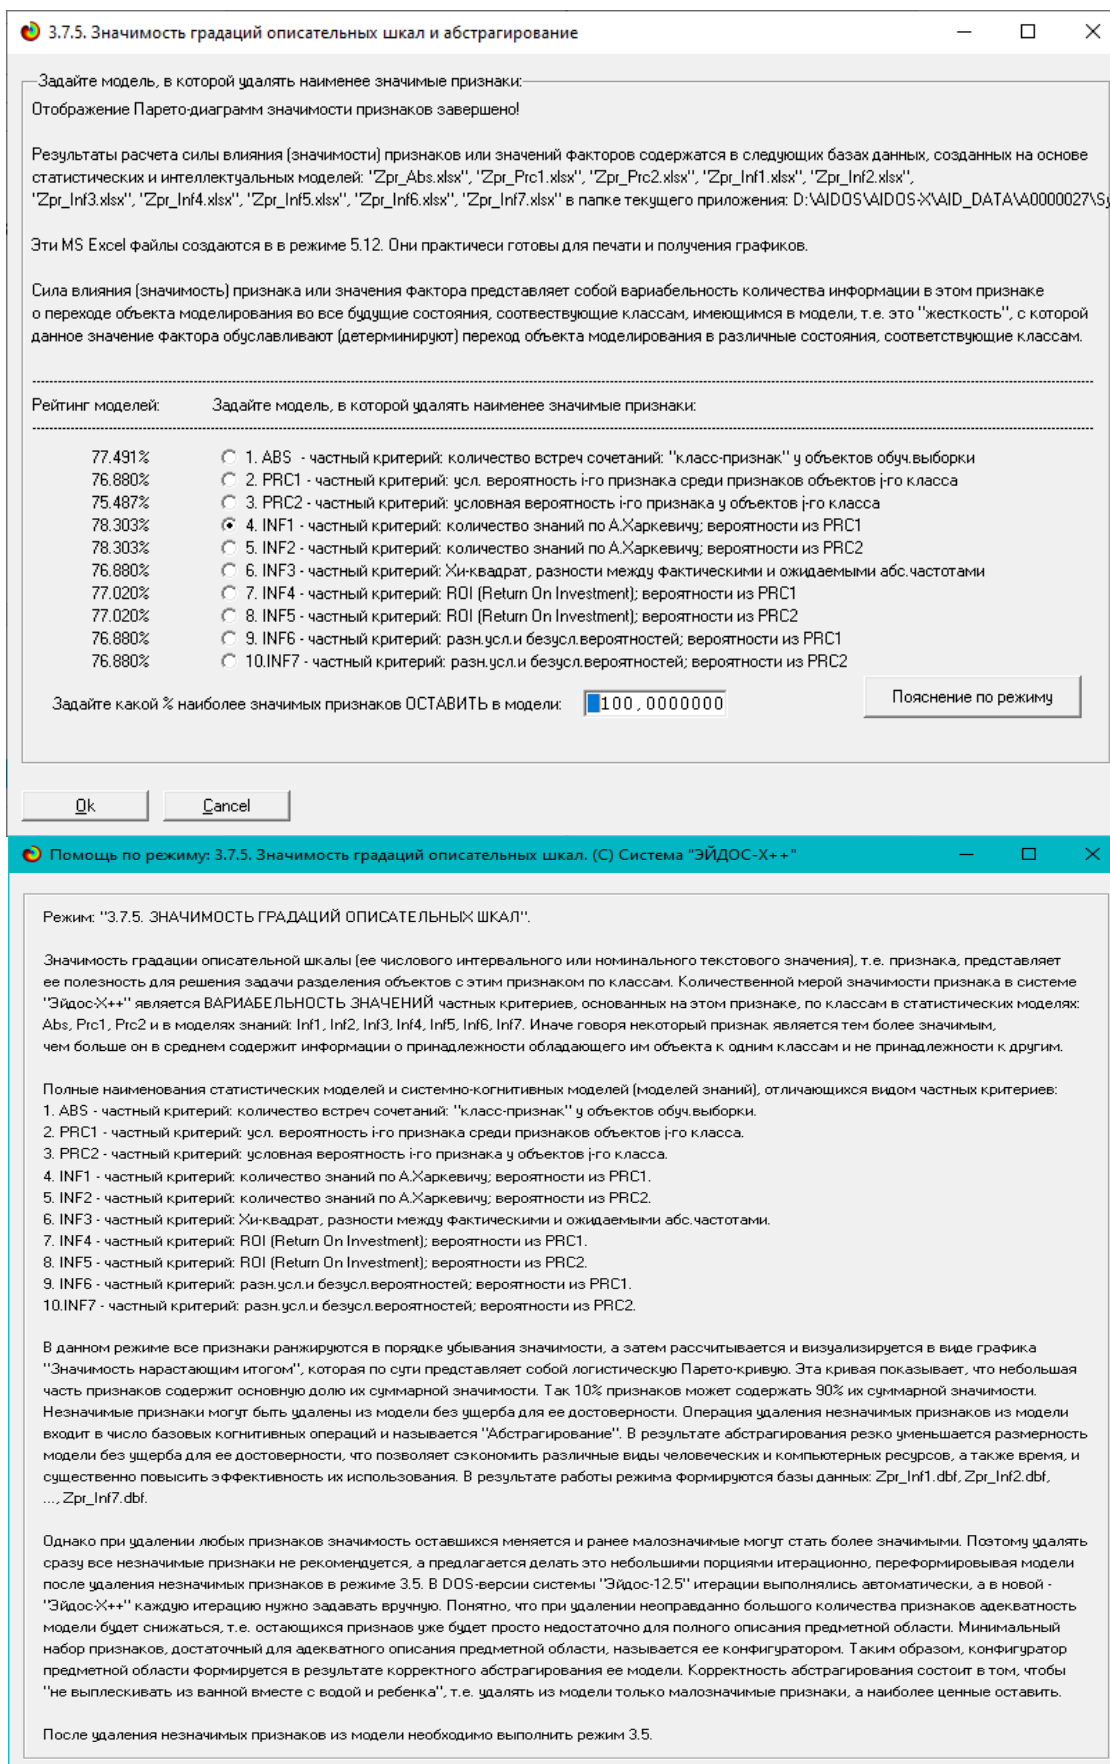 3.7.5. Значимость градаций описательных шкал и абстрагирование
Задайте модель, в которой удалять наименее значимые признаки:
Отображение Парето-диаграмм значимости признаков завершено!
Результаты расчета силы влияния (значимости) признаков или значений факторов содержатся в следующих базах данных, созданных на основе
статистических и интеллектуальных моделей: "Zpr_Abs.xlsx", "Zpr_Prc1.xlsx", "Zpr_Prc2.xlsx", "Zpr_Inf1.xlsx", "Zpr_Inf2.xlsx",
"Zpr_Inf3.xlsx", "Zpr_Inf4.xlsx", "Zpr_Inf5.xlsx", "Zpr_Inf6.xlsx", "Zpr_Inf7.xlsx" в папке текущего приложения: D:\AIDOS\AIDOS-X\AID_DATA\A0000027\Sy
Эти MS Excel файлы создаются в в режиме 5.12. Они практичеси готовы для печати и получения графиков.
Сила влияния (значимость) признака или значения фактора представляет собой вариабельность количества информации в этом признаке
о переходе объекта моделирования во все будущие состояния, соотвествующие классам, имеющимся в модели, т.е. это "жесткость", с которой
данное значение фактора обуславливают (детерминируют) переход объекта моделирования в различные состояния, соответствующие классам.
Рейтинг моделей: Задайте модель, в которой удалять наименее значимые признаки:
77.491% 1. ABS - частный критерий: количество встреч сочетаний: "класс-признак" у объектов обуч.выборки
76.880% 2. PRC1 - частный критерий: усл. вероятность i-го признака среди признаков объектов j-го класса
75.487% 3. PRC2 - частный критерий: условная вероятность i-го признака у объектов j-го класса
78.303% 4. INF1 - частный критерий: количество знаний по А.Харкевичу; вероятности из PRC1
78.303% 5. INF2 - частный критерий: количество знаний по А.Харкевичу; вероятности из PRC2
76.880% 6. INF3 - частный критерий: Хи-квадрат, разности между фактическими и ожидаемыми абс.частотами
77.020% 7. INF4 - частный критерий: ROI (Return On Investment); вероятности из PRC1
77.020% 8. INF5 - частный критерий: ROI (Return On Investment); вероятности из PRC2
76.880% 9. INF6 - частный критерий: разн.усл.и безусл.вероятностей; вероятности из PRC1
76.880% 10.INF7 - частный критерий: разн.усл.и безусл.вероятностей; вероятности из PRC2
Задайте какой % наиболее значимых признаков ОСТАВИТЬ в модели: 100,0000000 Пояснение по режиму
Ok Cancel
Помощь по режиму: 3.7.5. Значимость градаций описательных шкал. (C) Система "ЭЙДОС-X++"
Режим: "3.7.5. ЗНАЧИМОСТЬ ГРАДАЦИЙ ОПИСАТЕЛЬНЫХ ШКАЛ".
Значимость градации описательной шкалы (ее числового интервального или номинального текстового значения), т.е. признака, представляет
ее полезность для решения задачи разделения объектов с этим признаком по классам. Количественной мерой значимости признака в системе
"Эйдос-X++" является ВАРИАБЕЛЬНОСТЬ ЗНАЧЕНИЙ частных критериев, основанных на этом признаке, по классам в статистических моделях:
Abs, Prc1, Prc2 и в моделях знаний: Inf1, Inf2, Inf3, Inf4, Inf5, Inf6, Inf7. Иначе говоря некоторый признак является тем более значимым,
чем больше он в среднем содержит информации о принадлежности обладающего им объекта к одним классам и не принадлежности к другим.
Полные наименования статистических моделей и системно-когнитивных моделей (моделей знаний), отличающихся видом частных критериев:
1. ABS - частный критерий: количество встреч сочетаний: "класс-признак" у объектов обуч.выборки.
2. PRC1 - частный критерий: усл. вероятность i-го признака среди признаков объектов j-го класса.
3. PRC2 - частный критерий: условная вероятность i-го признака у объектов j-го класса.
4. INF1 - частный критерий: количество знаний по А.Харкевичу; вероятности из PRC1.
5. INF2 - частный критерий: количество знаний по А.Харкевичу; вероятности из PRC2.
6. INF3 - частный критерий: Хи-квадрат, разности между фактическими и ожидаемыми абс.частотами.
7. INF4 - частный критерий: ROI (Return On Investment); вероятности из PRC1.
8. INF5 - частный критерий: ROI (Return On Investment); вероятности из PRC2.
9. INF6 - частный критерий: разн.усл.и безусл.вероятностей; вероятности из PRC1.
10.INF7 - частный критерий: разн.усл.и безусл.вероятностей; вероятности из PRC2.
В данном режиме все признаки ранжируются в порядке убывания значимости, а затем рассчитывается и визуализируется в виде графика
"Значимость нарастающим итогом", которая по сути представляет собой логистическую Парето-кривую. Эта кривая показывает, что небольшая
часть признаков содержит основную долю их суммарной значимости. Так 10% признаков может содержать 90% их суммарной значимости.
Незначимые признаки могут быть удалены из модели без ущерба для ее достоверности. Операция удаления незначимых признаков из модели
входит в число базовых когнитивных операций и называется "Абстрагирование". В результате абстрагирования резко уменьшается размерность
модели без ущерба для ее достоверности, что позволяет сэкономить различные виды человеческих и компьютерных ресурсов, а также время, и
существенно повысить эффективность их использования. В результате работы режима формируются базы данных: Zpr_Inf1.dbf, Zpr_Inf2.dbf,
..., Zpr_Inf7.dbf.
Однако при удалении любых признаков значимость оставшихся меняется и ранее малозначимые могут стать более значимыми. Поэтому удалять
сразу все незначимые признаки не рекомендуется, а предлагается делать это небольшими порциями итерационно, переформировывая модели
после удаления незначимых признаков в режиме 3.5. В DOS-версии системы "Эйдос-12.5" итерации выполнялись автоматически, а в новой -
"Эйдос-X++" каждую итерацию нужно задавать вручную. Понятно, что при удалении неоправданно большого количества признаков адекватность
модели будет снижаться, т.е. остающихся признаов уже будет просто недостаточно для полного описания предметной области. Минимальный
набор признаков, достаточный для адекватного описания предметной области, называется ее конфигуратором. Таким образом, конфигуратор
предметной области формируется в результате корректного абстрагирования ее модели. Корректность абстрагирования состоит в том, чтобы
"не выплескивать из ванной вместе с водой и ребенка", т.е. удалять из модели только малозначимые признаки, а наиболее ценные оставить.
После удаления незначимых признаков из модели необходимо выполнить режим 3.5.